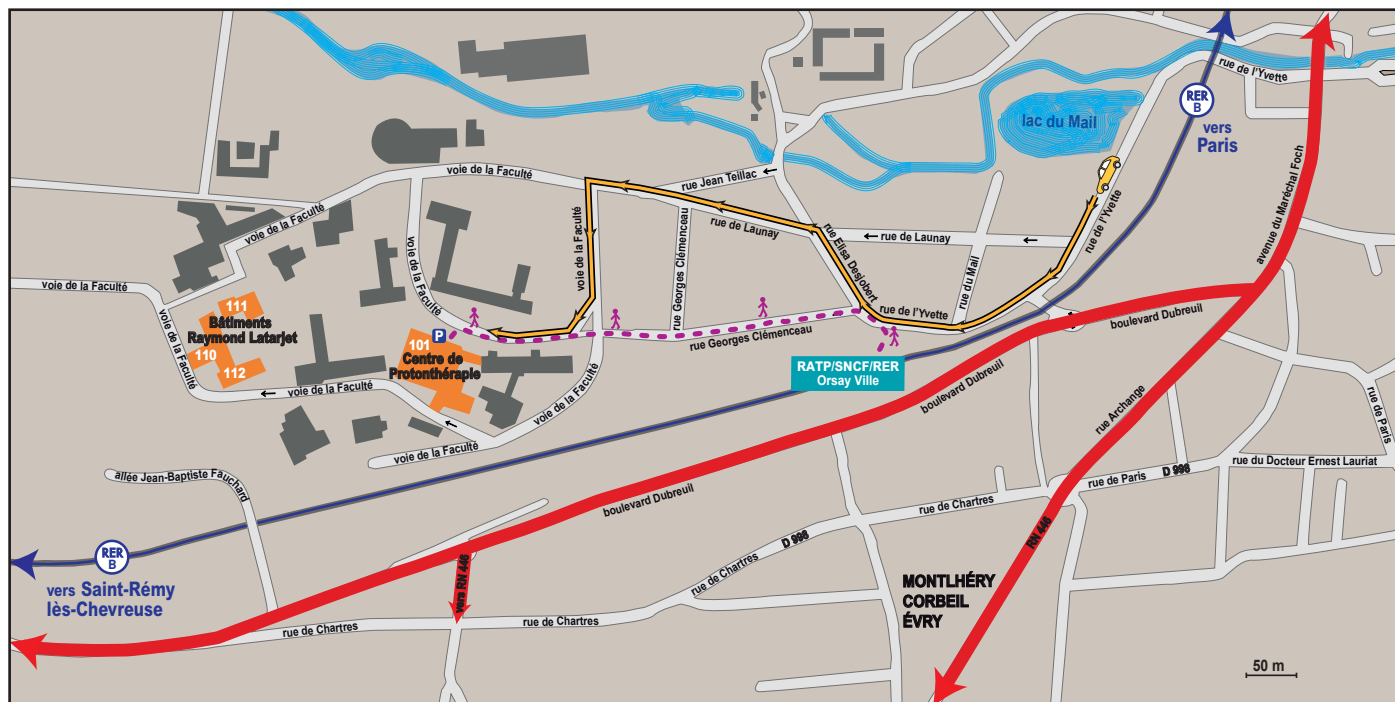 rue de l'Yvette
RER
B
vers
Paris
lac du Mail
avenue du Maréchal Foch
voie de la Faculté
rue Jean Teillac
rue de l'Yvette
voie de la Faculté
voie de la Faculté
rue de Launay
rue Georges Clémenceau
rue Elisa Desjobert
rue de Launay
rue du Mail
voie de la Faculté
voie de la Faculté
voie de la Faculté
111
Bâtiments
Raymond Latarjet
110
112
P
101
Centre de
Protonthérapie
rue Georges Clémenceau
rue de l'Yvette
boulevard Dubreuil
RATP/SNCF/RER
Orsay Ville
boulevard Dubreuil
voie de la Faculté
voie de la Faculté
voie de la Faculté
rue Archange
rue de Paris
allée Jean-Baptiste Fauchard
rue du Docteur Ernest Lauriat
rue de Paris
D 998
boulevard Dubreuil
rue de Chartres
D 998
RN 446
RER
B
vers Saint-Rémy
lès-Chevreuse
vers RN 446
rue de Chartres
MONTLHÉRY
CORBEIL
ÉVRY
rue de Chartres
rue de Chartres
50 m